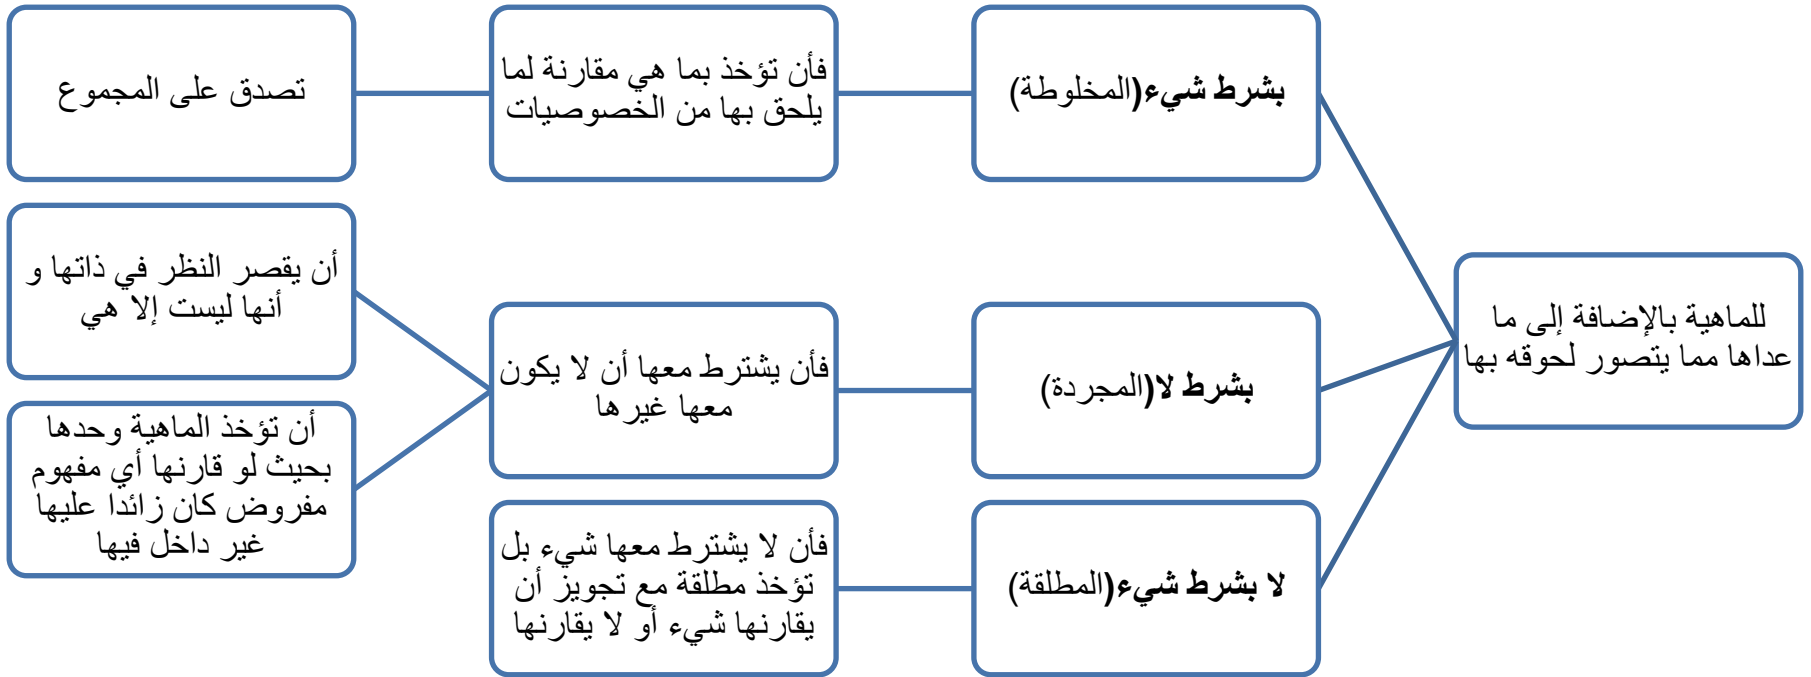 للماهية بالإضافة إلى ما
عداها مما يتصور لحوقه بها
بشرط شيء(المخلوطة)
فأن تؤخذ بما هي مقارنة لما
يلحق بها من الخصوصيات
تصدق على المجموع
بشرط لا(المجردة)
فأن يشترط معها أن لا يكون
معها غيرها
أن يقصر النظر في ذاتها و
أنها ليست إلا هي
أن تؤخذ الماهية وحدها
بحيث لو قارنها أي مفهوم
مفروض كان زائدا عليها
غير داخل فيها
لا بشرط شيء(المطلقة)
فأن لا يشترط معها شيء بل
تؤخذ مطلقة مع تجويز أن
يقارنها شيء أو لا يقارنها